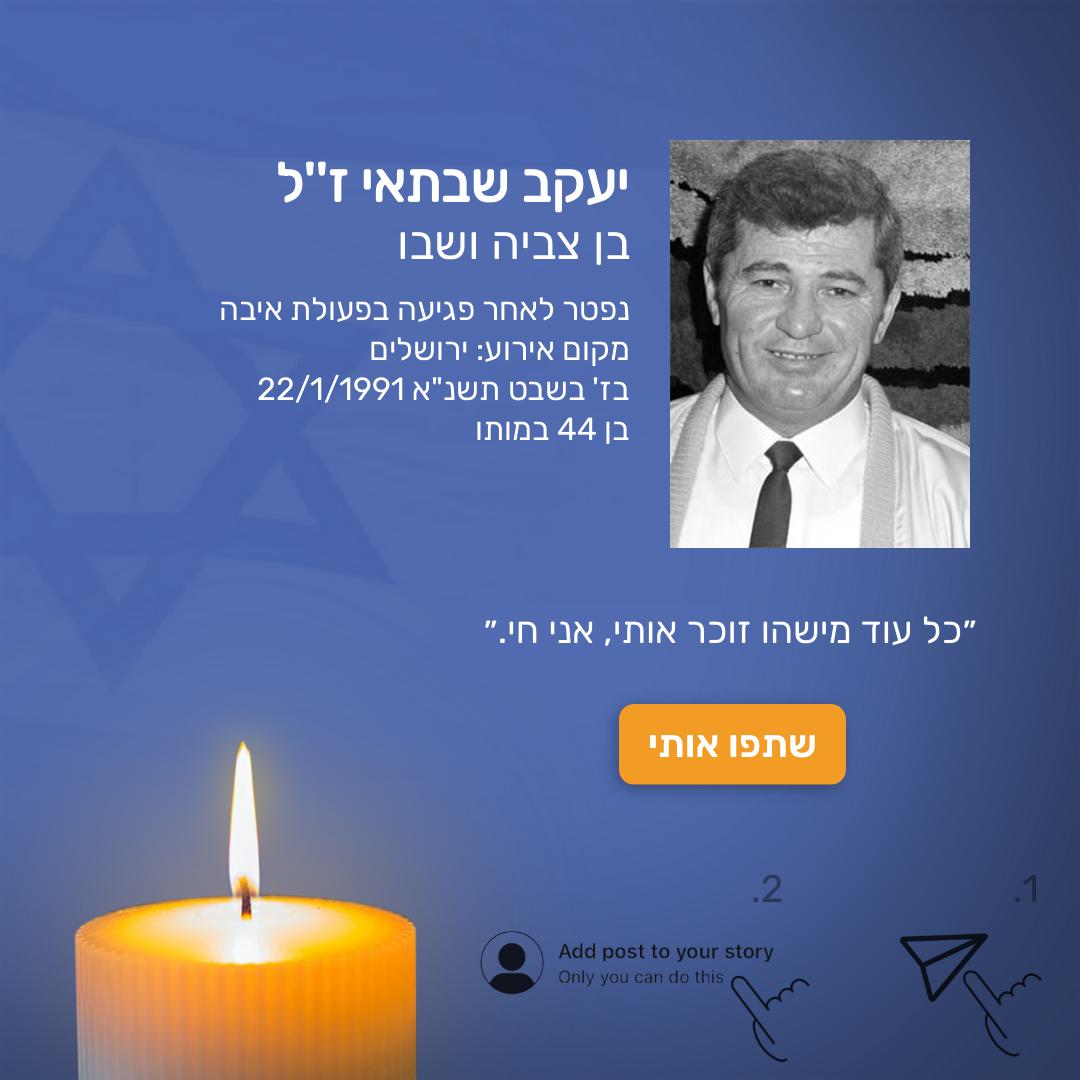 יעקב שבתאי ז"ל
בן צביה ושבו
נפטר לאחר פגיעה בפעולת איבה
מקום אירוע: ירושלים
בז' בשבט תשנ"א 22/1/1991
בן 44 במותו
״כל עוד מישהו זוכר אותי, אני חי.״
שתפו אותי
1.
2.
Add post to your story
Only you can do this